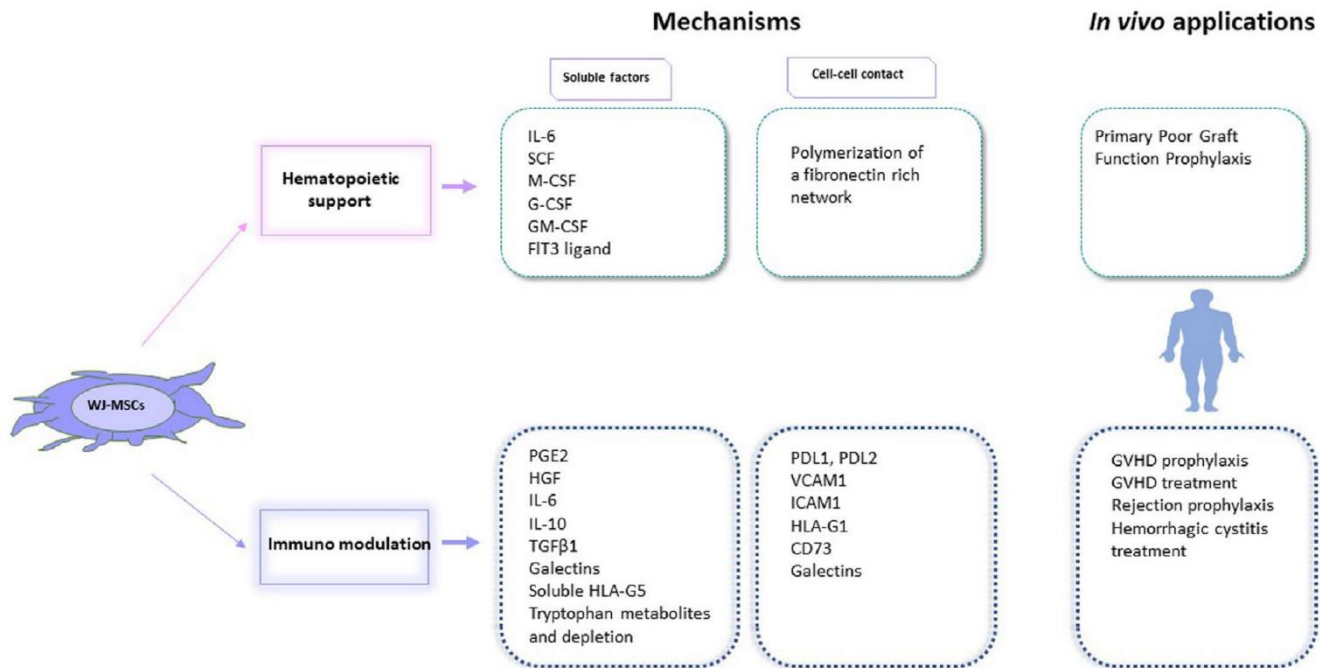 Mechanisms
In vivo applications
Soluble factors
Cell-cell contact
Hematopoietic
support
IL-6
SCF
M-CSF
G-CSF
GM-CSF
FlT3 ligand
Polymerization of
a fibronectin rich
network
Primary Poor Graft
Function Prophylaxis
WJ-MSCs
Immuno modulation
PGE2
HGF
IL-6
IL-10
TGFβ1
Galectins
Soluble HLA-G5
Tryptophan metabolites
and depletion
PDL1, PDL2
VCAM1
ICAM1
HLA-G1
CD73
Galectins
GVHD prophylaxis
GVHD treatment
Rejection prophylaxis
Hemorrhagic cystitis
treatment